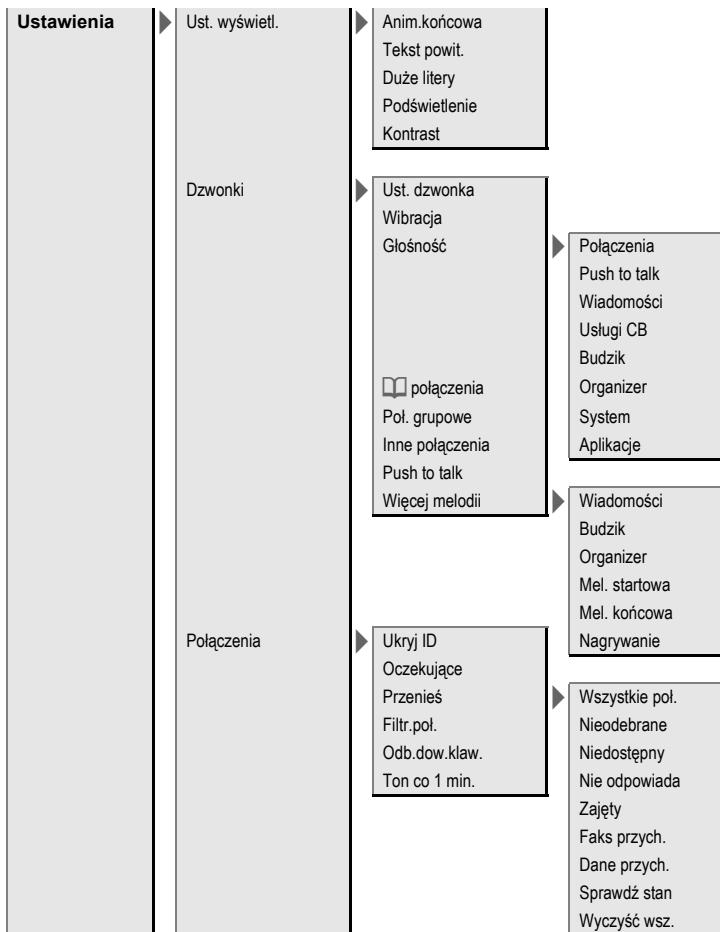 Ustawienia
Ust. wyświetl.
Anim.końcowa
Tekst powit.
Duże litery
Podświetlenie
Kontrast
Dzwonki
Ust. dzwonka
Wibracja
Głośność
Połączenia
Push to talk
Wiadomości
Usługi CB
Budzik
Organizer
System
Aplikacje
połączenia
Poł. grupowe
Inne połączenia
Push to talk
Więcej melodii
Wiadomości
Budzik
Organizer
Mel. startowa
Mel. końcowa
Nagrywanie
Połączenia
Ukryj ID
Oczekujące
Przenieś
Filtr.poł.
Odb.dow.klaw.
Ton co 1 min.
Wszystkie poł.
Nieodebrane
Niedostępny
Nie odpowiada
Zajęty
Faks przych.
Dane przych.
Sprawdź stan
Wyczyść wsz.